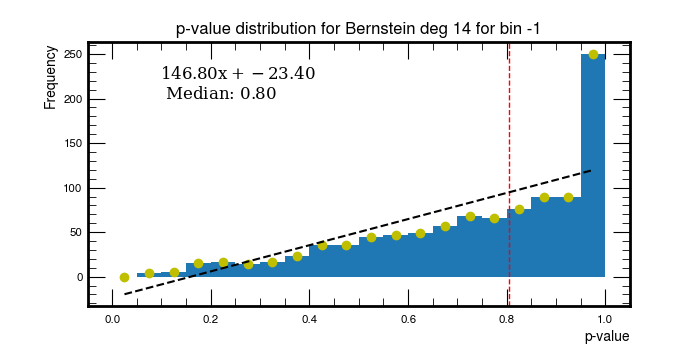 p-value distribution for Bernstein deg 14 for bin -1
Frequency
250
200
150
100
50
0
146.80x + −23.40
Median: 0.80
0.0 0.2 0.4 0.6 0.8 1.0
p-value